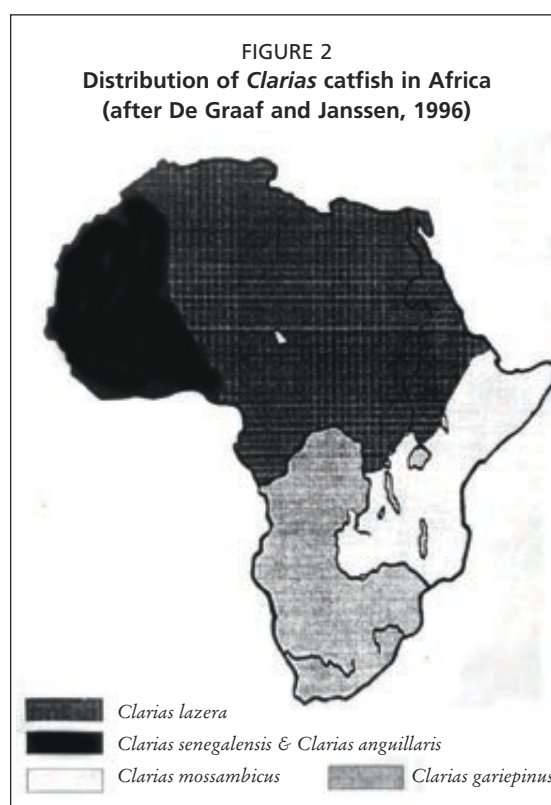 FIGURE 2
Distribution of Clarias catfish in Africa
(after De Graaf and Janssen, 1996)
Clarias lazera
Clarias senegalensis & Clarias anguillaris
Clarias mossambicus Clarias gariepinus